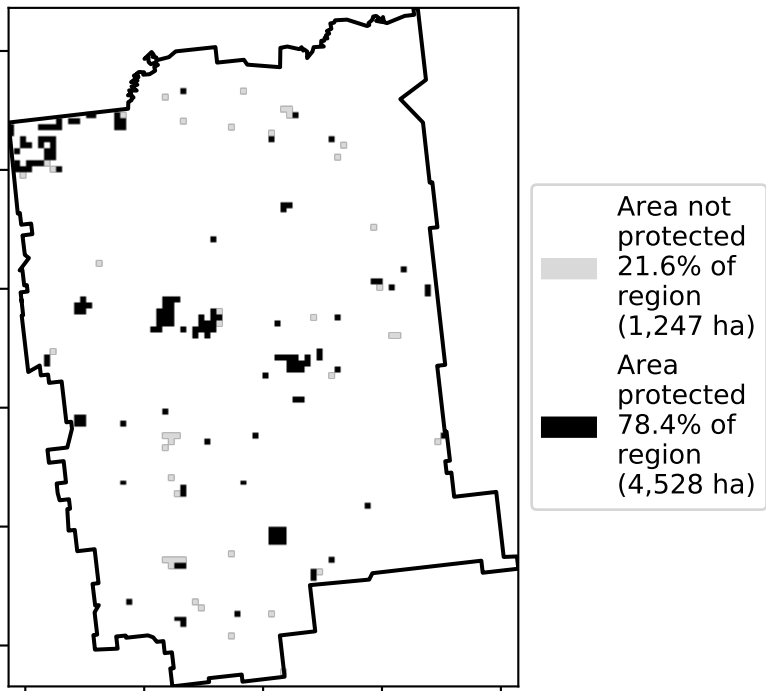 Area not
protected
21.6% of
region
(1,247 ha)
Area
protected
78.4% of
region
(4,528 ha)